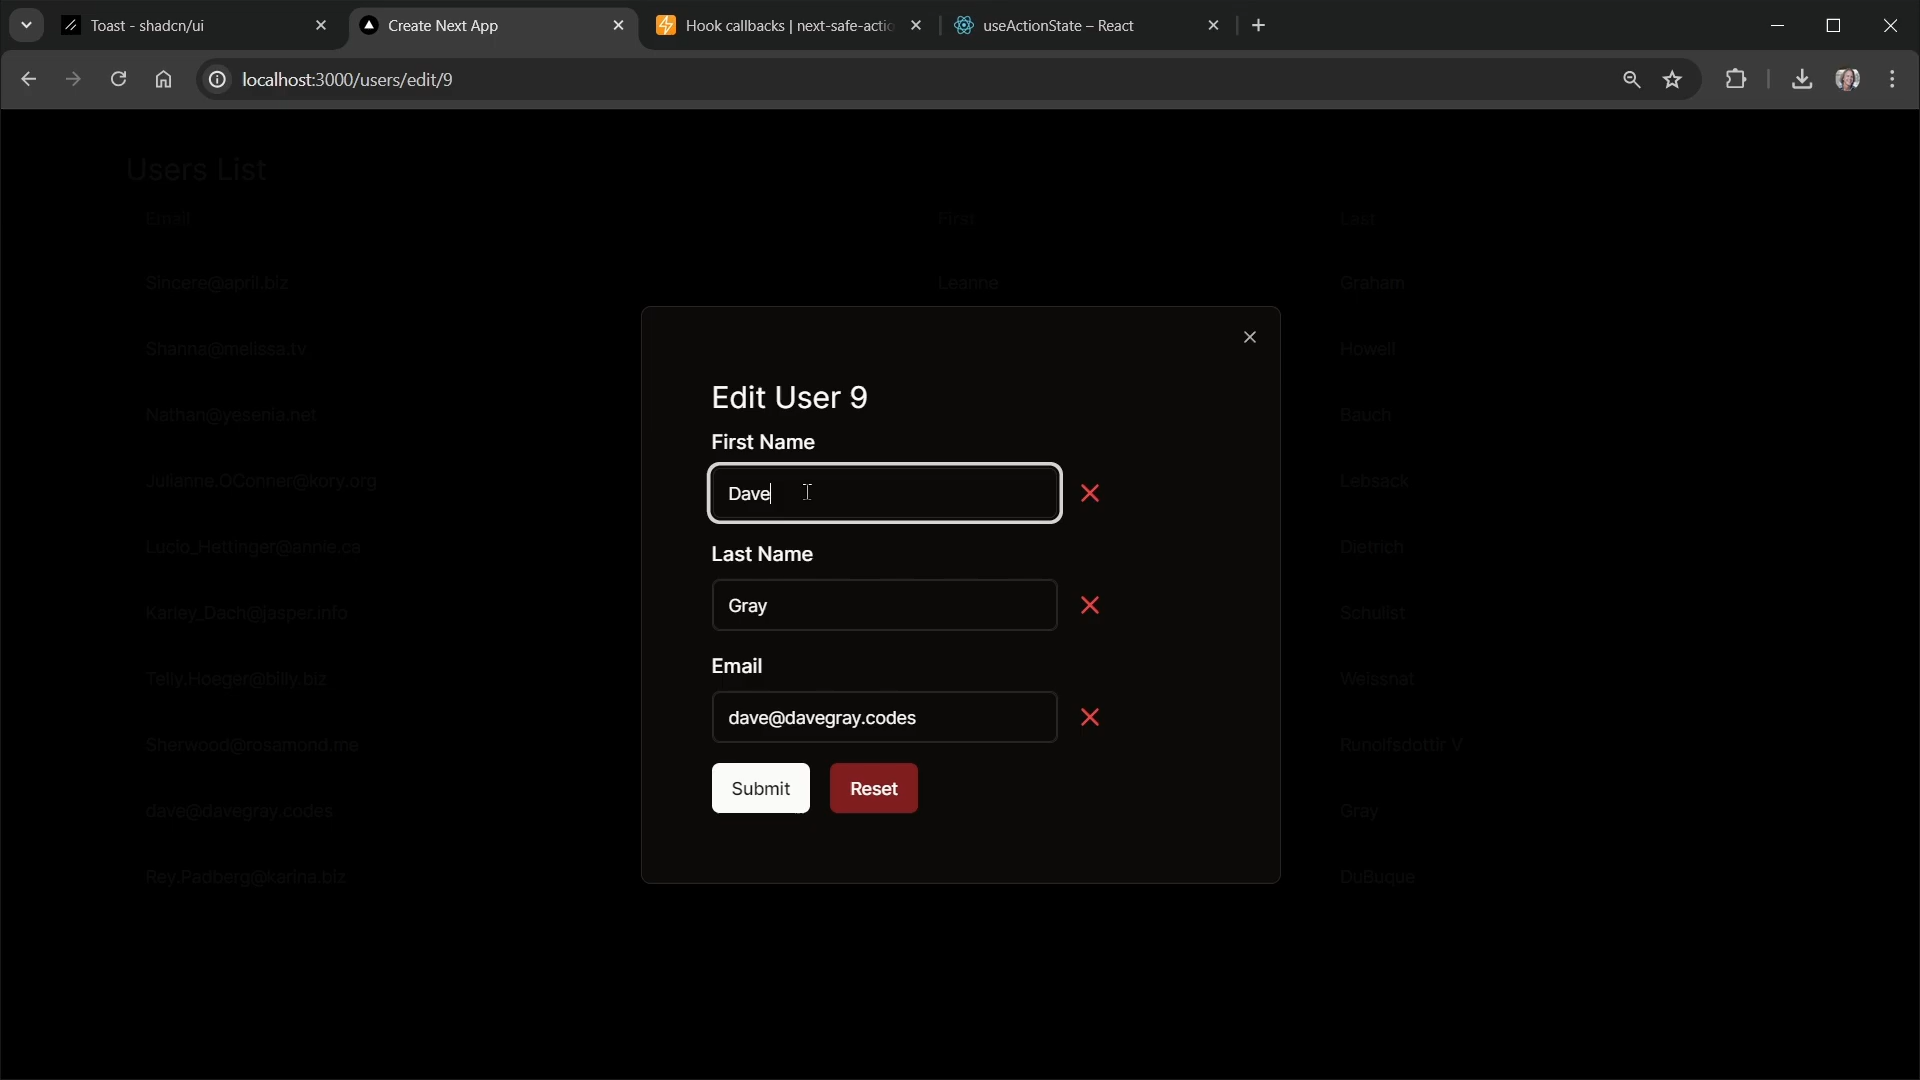 Toast - shadcn/ui
Create Next App
Hook callbacks | next-safe-actio
useActionState – React
localhost:3000/users/edit/9
Users List
Email First Last
Sincere@april.biz Leanne Graham
Shanna@melissa.tv Howell
Nathan@yesenia.net Bauch
Julianne.OConner@kory.org Lebsack
Lucio_Hettinger@annie.ca Dietrich
Karley_Dach@jasper.info Schulist
Telly.Hoeger@billy.biz Weissnat
Sherwood@rosamond.me Runolfsdottir V
dave@davegray.codes Gray
Rey.Padberg@karina.biz DuBuque
Edit User 9
First Name
Dave
Last Name
Gray
Email
dave@davegray.codes
Submit Reset